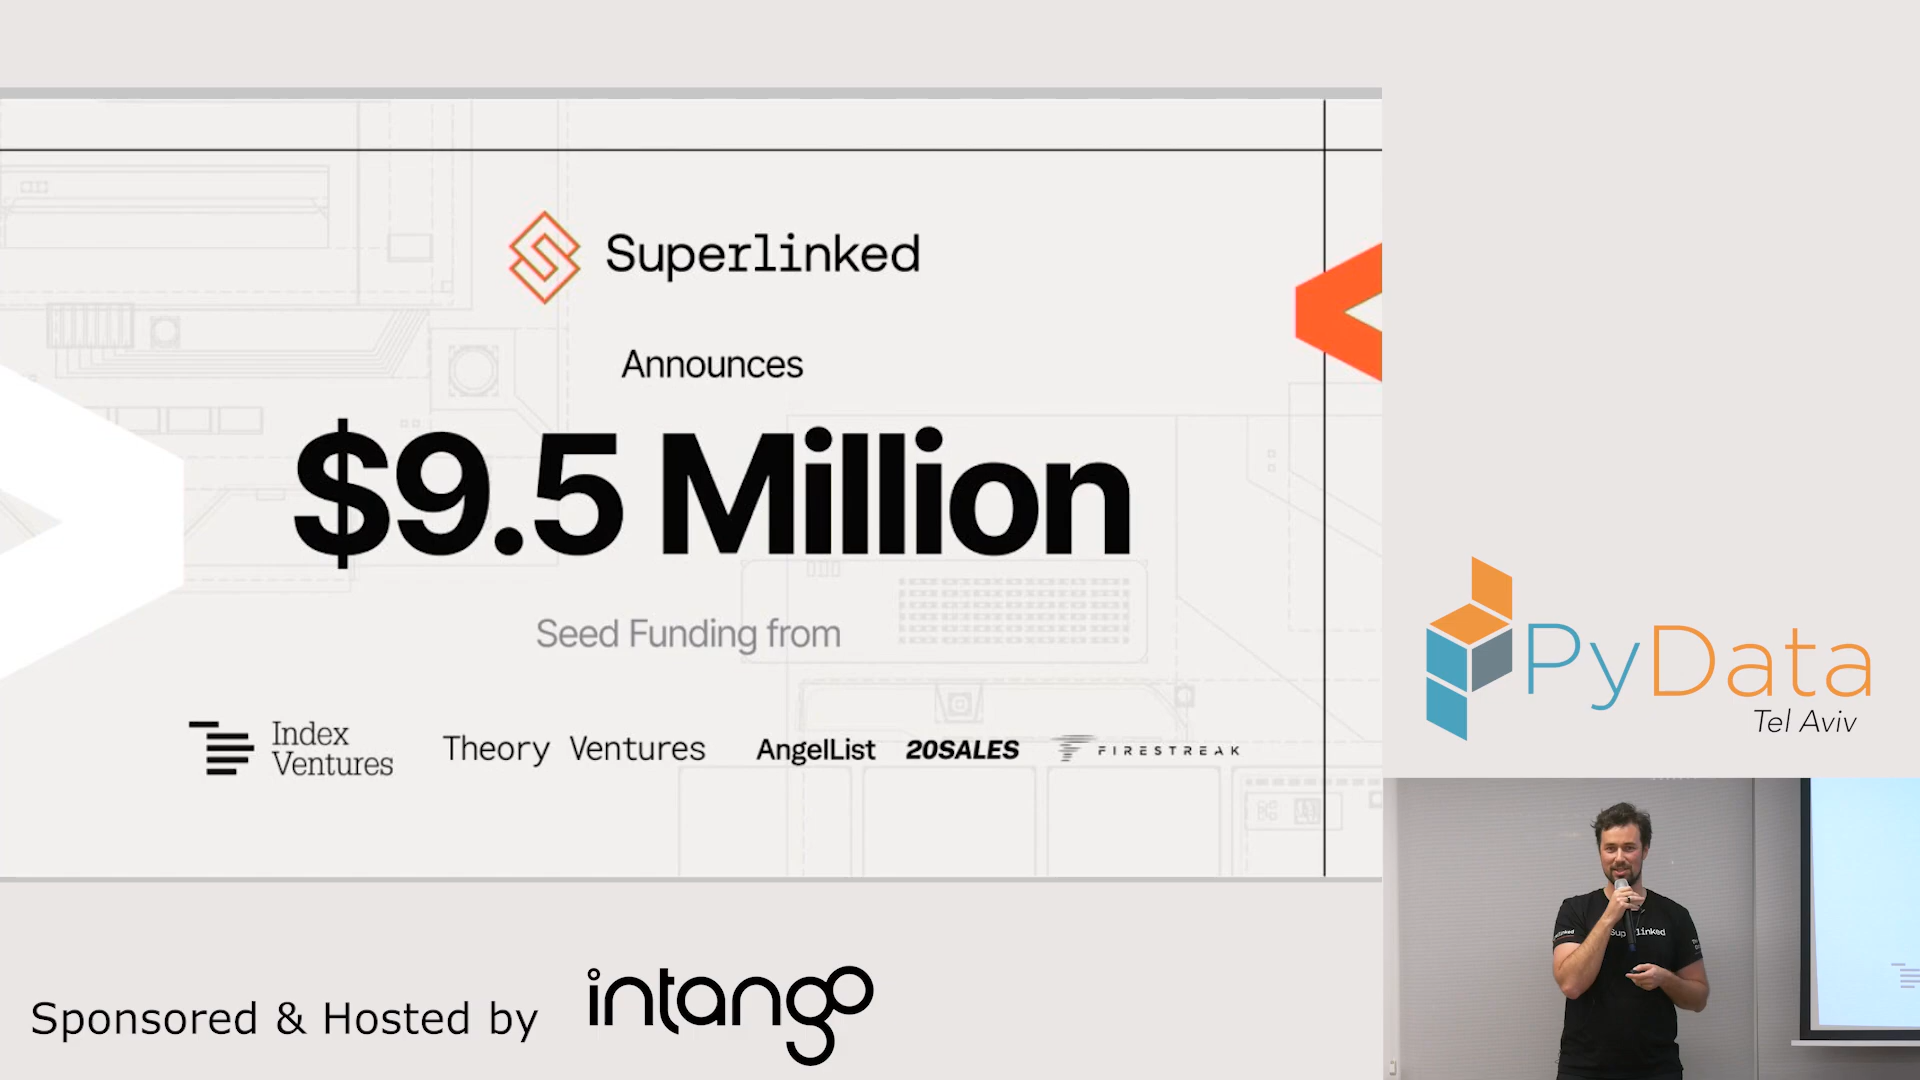 Superlinked
Announces
$9.5 Million
Seed Funding from
Index
Ventures
Theory Ventures
AngelList
20SALES
FIRESTREAK
PyData
Tel Aviv
Sponsored & Hosted by
intango